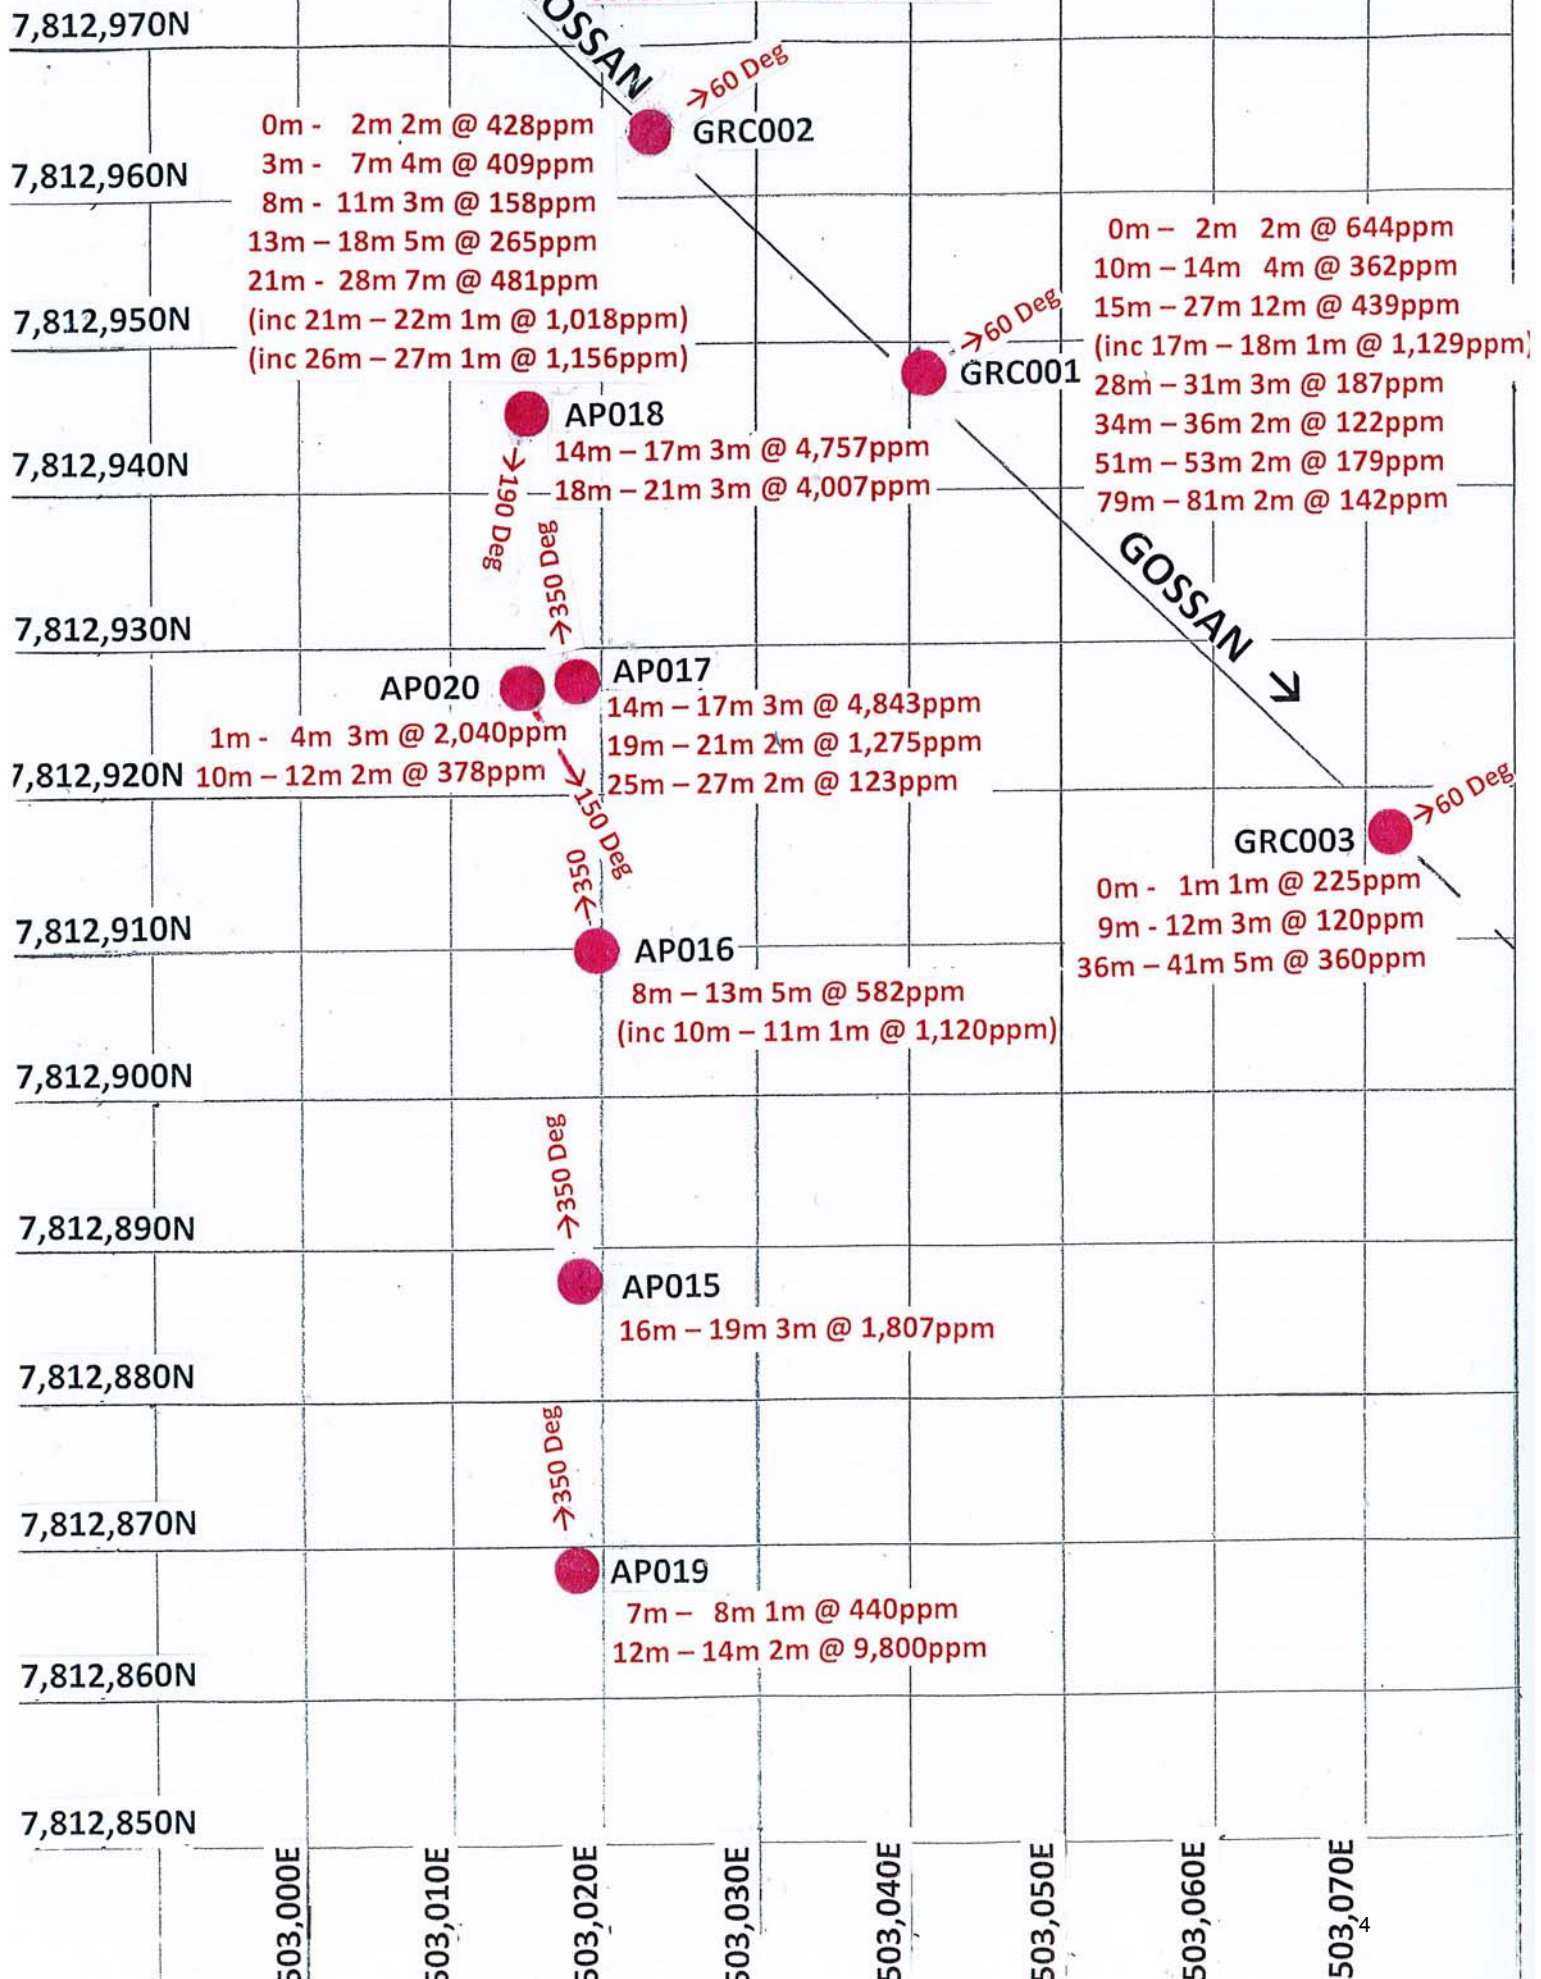 7,812,970N
OSSAN
→60 Deg
GRC002
0m - 2m 2m @ 428ppm
3m - 7m 4m @ 409ppm
8m - 11m 3m @ 158ppm
13m – 18m 5m @ 265ppm
21m - 28m 7m @ 481ppm
(inc 21m – 22m 1m @ 1,018ppm)
(inc 26m – 27m 1m @ 1,156ppm)
7,812,960N
7,812,950N
→60 Deg
GRC001
0m – 2m 2m @ 644ppm
10m – 14m 4m @ 362ppm
15m – 27m 12m @ 439ppm
(inc 17m – 18m 1m @ 1,129ppm)
28m – 31m 3m @ 187ppm
34m – 36m 2m @ 122ppm
51m – 53m 2m @ 179ppm
79m – 81m 2m @ 142ppm
AP018
14m – 17m 3m @ 4,757ppm
18m – 21m 3m @ 4,007ppm
→190 Deg
7,812,940N
→350 Deg
GOSSAN →
7,812,930N
AP020
1m - 4m 3m @ 2,040ppm
10m – 12m 2m @ 378ppm
AP017
14m – 17m 3m @ 4,843ppm
19m – 21m 2m @ 1,275ppm
25m – 27m 2m @ 123ppm
7,812,920N
150 Deg
→60 Deg
GRC003
0m - 1m 1m @ 225ppm
9m - 12m 3m @ 120ppm
36m – 41m 5m @ 360ppm
→350
7,812,910N
AP016
8m – 13m 5m @ 582ppm
(inc 10m – 11m 1m @ 1,120ppm)
7,812,900N
→350 Deg
7,812,890N
AP015
16m – 19m 3m @ 1,807ppm
7,812,880N
→350 Deg
7,812,870N
AP019
7m – 8m 1m @ 440ppm
12m – 14m 2m @ 9,800ppm
7,812,860N
7,812,850N
503,000E
503,010E
503,020E
503,030E
503,040E
503,050E
503,060E
503,070E
4